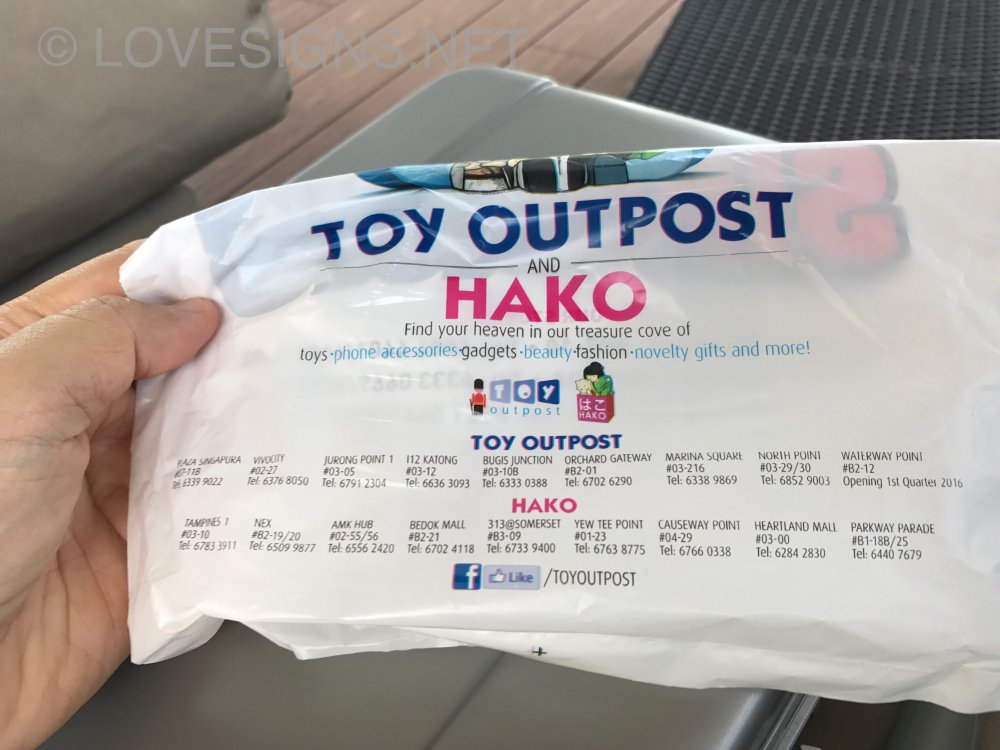 © LOVESIGNS.NET
TOY OUTPOST
AND
HAKO
Find your heaven in our treasure cove of
toys·phone accessories·gadgets·beauty·fashion·novelty gifts and more!
TOY
outpost
はこ
HAKO
TOY OUTPOST
PLAZA SINGAPURA VIVOCITY JURONG POINT 1 112 KATONG BUGIS JUNCTION ORCHARD GATEWAY MARINA SQUARE NORTH POINT WATERWAY POINT
#02-27 #03-05 #03-12 #03-10B #B2-01 #03-216 #03-29/30 #B2-12
Tel: 6339 9022 Tel: 6376 8050 Tel: 6791 2304 Tel: 6636 3093 Tel: 6333 0388 Tel: 6702 6290 Tel: 6338 9869 Tel: 6852 9003 Opening 1st Quarter 2016
HAKO
TAMPINES 1 NEX AMK HUB BEDOK MALL 313@SOMERSET YEW TEE POINT CAUSEWAY POINT HEARTLAND MALL PARKWAY PARADE
#03-10 #B2-19/20 #02-55/56 #B2-21 #B3-09 #01-23 #04-29 #03-00 #B1-18B/25
Tel: 6783 3911 Tel: 6509 9877 Tel: 6556 2420 Tel: 6702 4118 Tel: 6733 9400 Tel: 6763 8775 Tel: 6766 0338 Tel: 6284 2830 Tel: 6440 7679
f Like /TOYOUTPOST